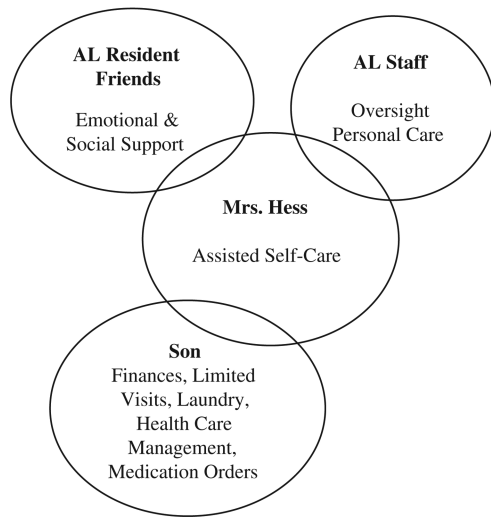 AL Resident
Friends
Emotional &
Social Support
AL Staff
Oversight
Personal Care
Mrs. Hess
Assisted Self-Care
Son
Finances, Limited
Visits, Laundry,
Health Care
Management,
Medication Orders